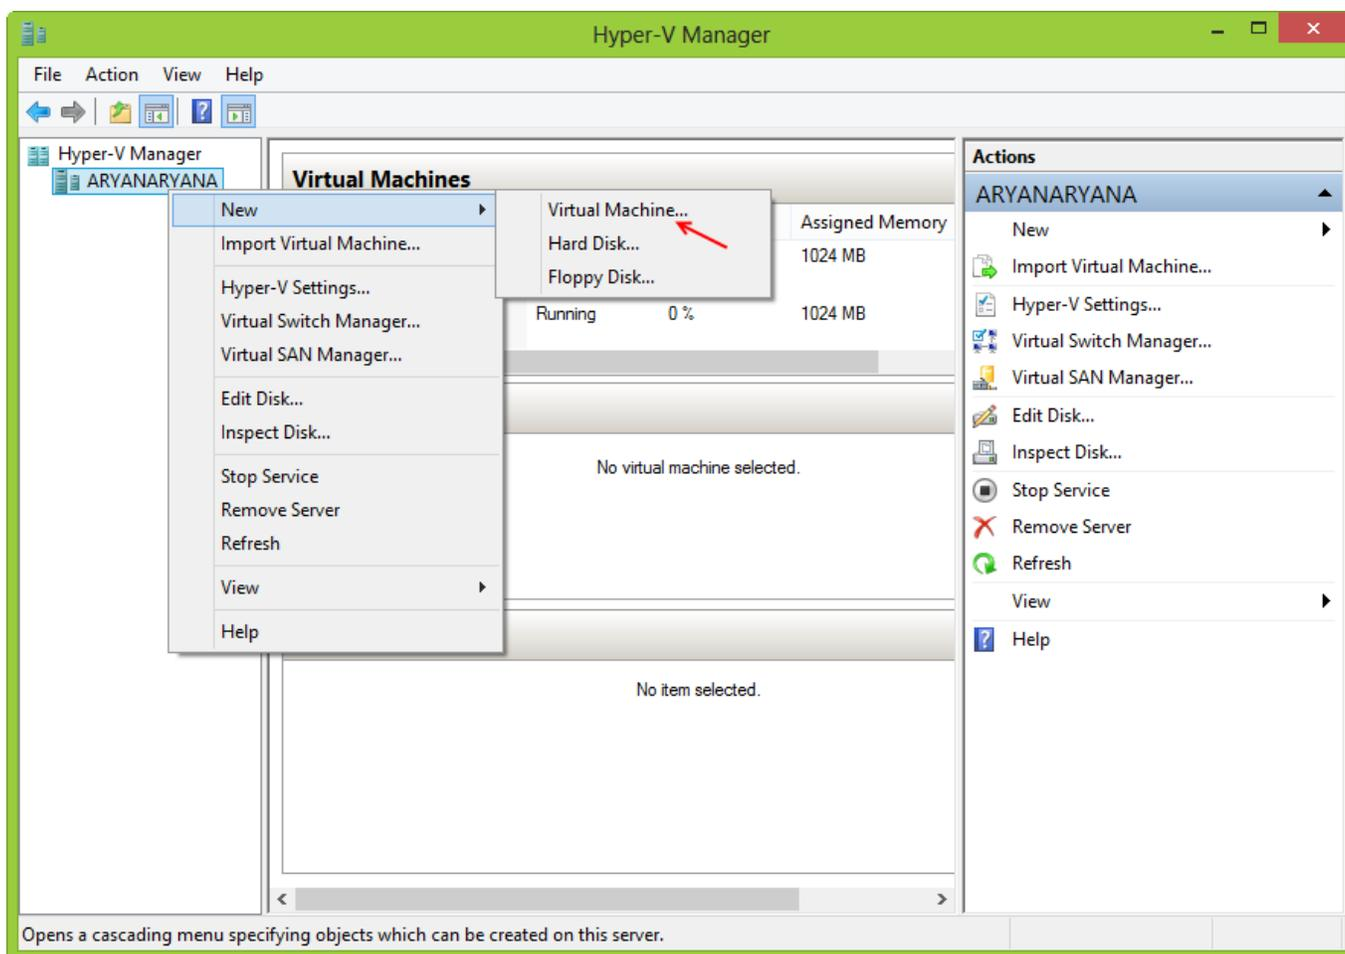 Hyper-V Manager
File Action View Help
Hyper-V Manager
ARYANARYANA
New
Import Virtual Machine...
Hyper-V Settings...
Virtual Switch Manager...
Virtual SAN Manager...
Edit Disk...
Inspect Disk...
Stop Service
Remove Server
Refresh
View
Help
Virtual Machine...
Hard Disk...
Floppy Disk...
Virtual Machines
Assigned Memory
1024 MB
Running 0 % 1024 MB
No virtual machine selected.
No item selected.
Actions
ARYANARYANA
New
Import Virtual Machine...
Hyper-V Settings...
Virtual Switch Manager...
Virtual SAN Manager...
Edit Disk...
Inspect Disk...
Stop Service
Remove Server
Refresh
View
Help
Opens a cascading menu specifying objects which can be created on this server.